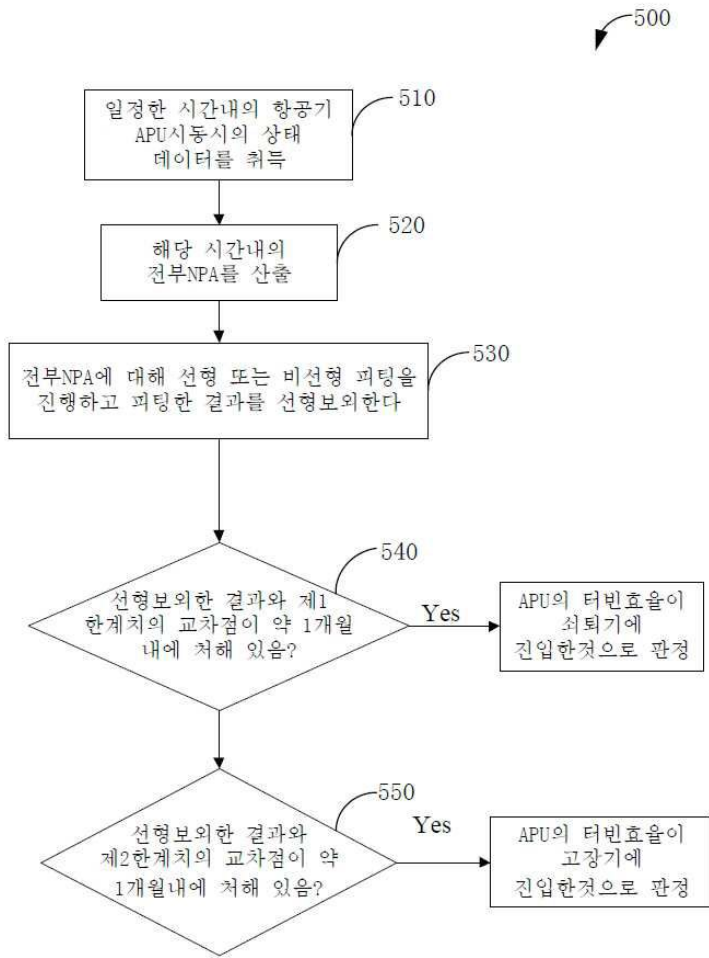 500
510
일정한 시간내의 항공기
APU시동시의 상태
데이터를 취득
520
해당 시간내의
전부NPA를 산출
530
전부NPA에 대해 선형 또는 비선형 피팅을
진행하고 피팅한 결과를 선형보외한다
540
선형보외한 결과와 제1
한계치의 교차점이 약 1개월
내에 처해 있음?
Yes
APU의 터빈효율이
쇠퇴기에
진입한것으로 판정
550
선형보외한 결과와
제2한계치의 교차점이 약
1개월내에 처해 있음?
Yes
APU의 터빈효율이
고장기에
진입한것으로 판정